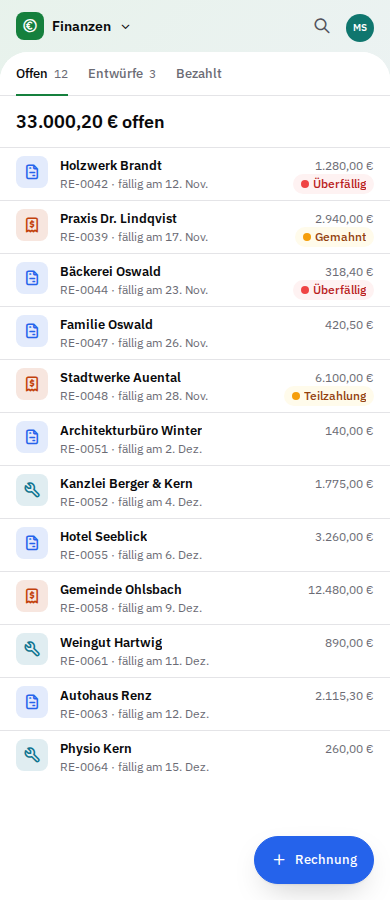 Finanzen
MS
Offen 12 Entwürfe 3 Bezahlt
33.000,20 € offen
Holzwerk Brandt 1.280,00 €
RE-0042 · fällig am 12. Nov. Überfällig
Praxis Dr. Lindqvist 2.940,00 €
RE-0039 · fällig am 17. Nov. Gemahnt
Bäckerei Oswald 318,40 €
RE-0044 · fällig am 23. Nov. Überfällig
Familie Oswald 420,50 €
RE-0047 · fällig am 26. Nov.
Stadtwerke Auental 6.100,00 €
RE-0048 · fällig am 28. Nov. Teilzahlung
Architekturbüro Winter 140,00 €
RE-0051 · fällig am 2. Dez.
Kanzlei Berger & Kern 1.775,00 €
RE-0052 · fällig am 4. Dez.
Hotel Seeblick 3.260,00 €
RE-0055 · fällig am 6. Dez.
Gemeinde Ohlsbach 12.480,00 €
RE-0058 · fällig am 9. Dez.
Weingut Hartwig 890,00 €
RE-0061 · fällig am 11. Dez.
Autohaus Renz 2.115,30 €
RE-0063 · fällig am 12. Dez.
Physio Kern 260,00 €
RE-0064 · fällig am 15. Dez.
+ Rechnung